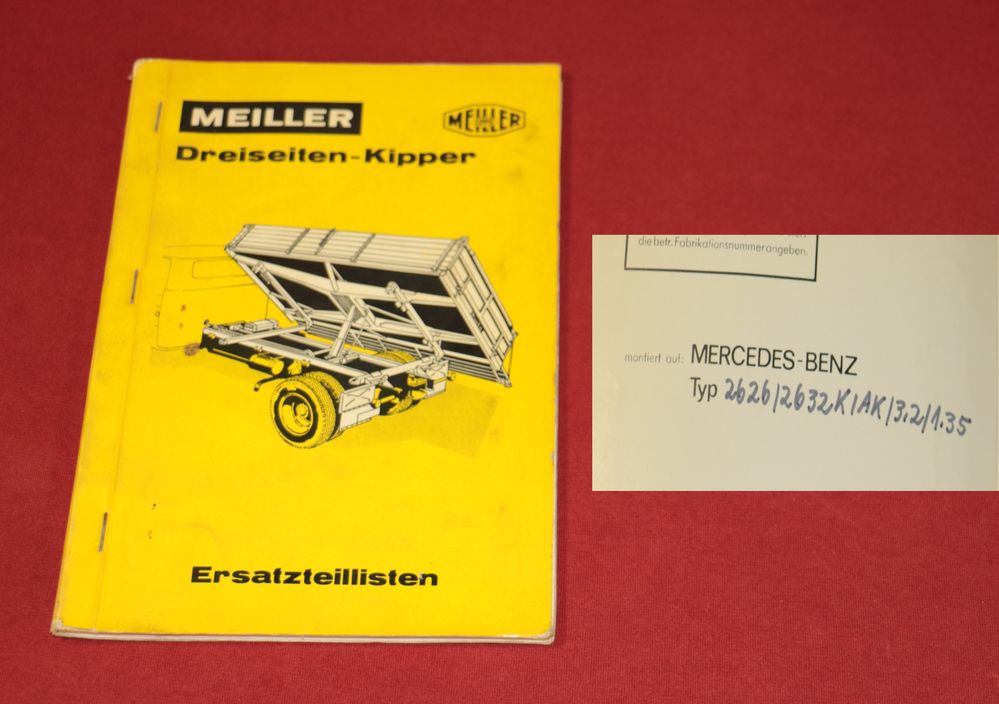 MEILLER
MEILLER
Dreiseiten-Kipper
Ersatzteillisten
die betr. Fabrikationsnummer angeben.
montiert auf: MERCEDES-BENZ
Typ 2626/2632K/AK/3.2/1.35